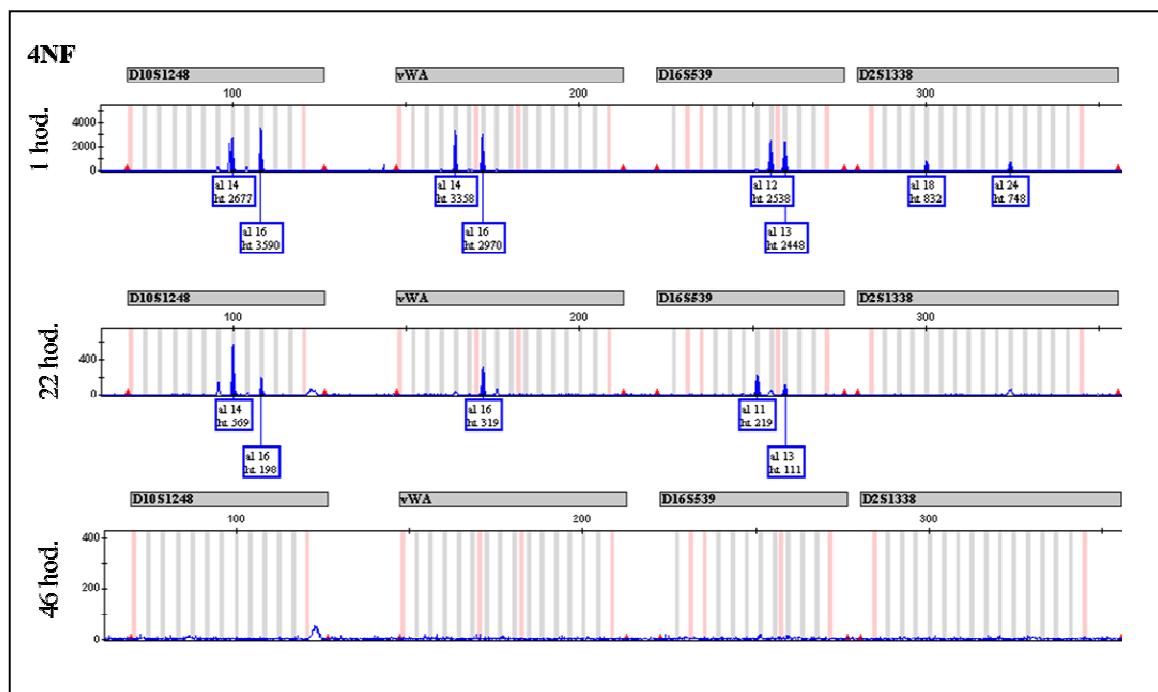 4NF
1 hod.
D10S1248 vWA D16S539 D2S1338
100 200 300
4000
2000
0
al 14
ht 2677
al 16
ht 3590
al 14
ht 3358
al 16
ht 2970
al 12
ht 2538
al 13
ht 2448
al 18
ht 832
al 24
ht 748
22 hod.
D10S1248 vWA D16S539 D2S1338
100 200 300
400
0
al 14
ht 569
al 16
ht 198
al 16
ht 319
al 11
ht 219
al 13
ht 111
46 hod.
D10S1248 vWA D16S539 D2S1338
100 200 300
400
200
0